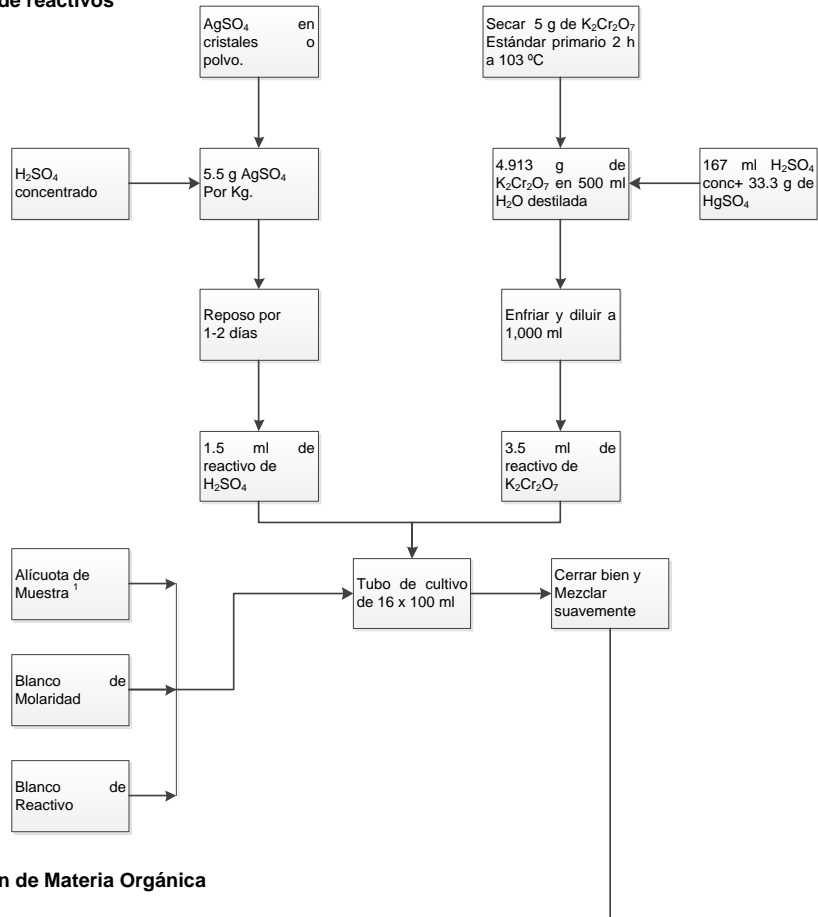 de reactivos
AgSO₄ en
cristales o
polvo.
Secar 5 g de K₂Cr₂O₇
Estándar primario 2 h
a 103 ºC
H₂SO₄
concentrado
5.5 g AgSO₄
Por Kg.
4.913 g de
K₂Cr₂O₇ en 500 ml
H₂O destilada
167 ml H₂SO₄
conc+ 33.3 g de
HgSO₄
Reposo por
1-2 días
Enfriar y diluir a
1,000 ml
1.5 ml de
reactivo de
H₂SO₄
3.5 ml de
reactivo de
K₂Cr₂O₇
Alícuota de
Muestra ¹
Tubo de cultivo
de 16 x 100 ml
Cerrar bien y
Mezclar
suavemente
Blanco de
Molaridad
Blanco de
Reactivo
n de Materia Orgánica